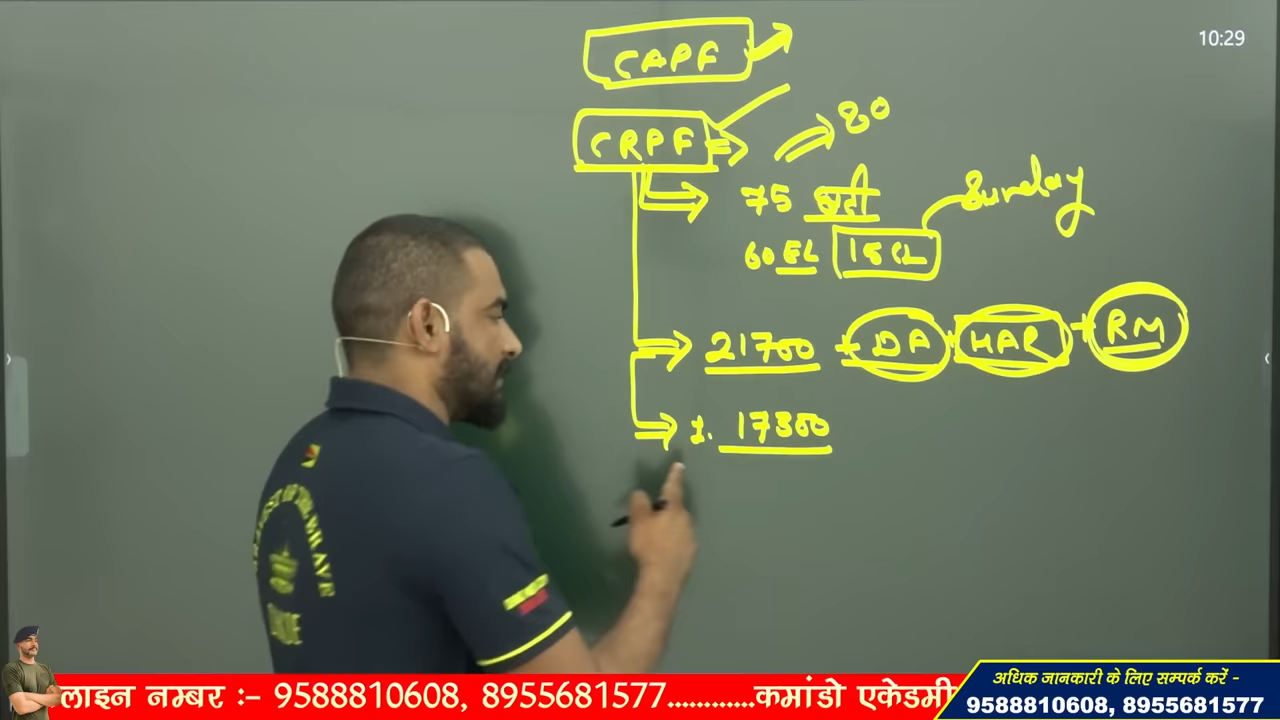 10:29
CAPF
CRPF
80
75 छुट्टी
Sunday
60 EL 15 CL
21700 + DA + HAR + RM
1. 17300
लाइन नम्बर :- 9588810608, 8955681577............कमांडो एकेडमी
अधिक जानकारी के लिए सम्पर्क करें -
9588810608, 8955681577